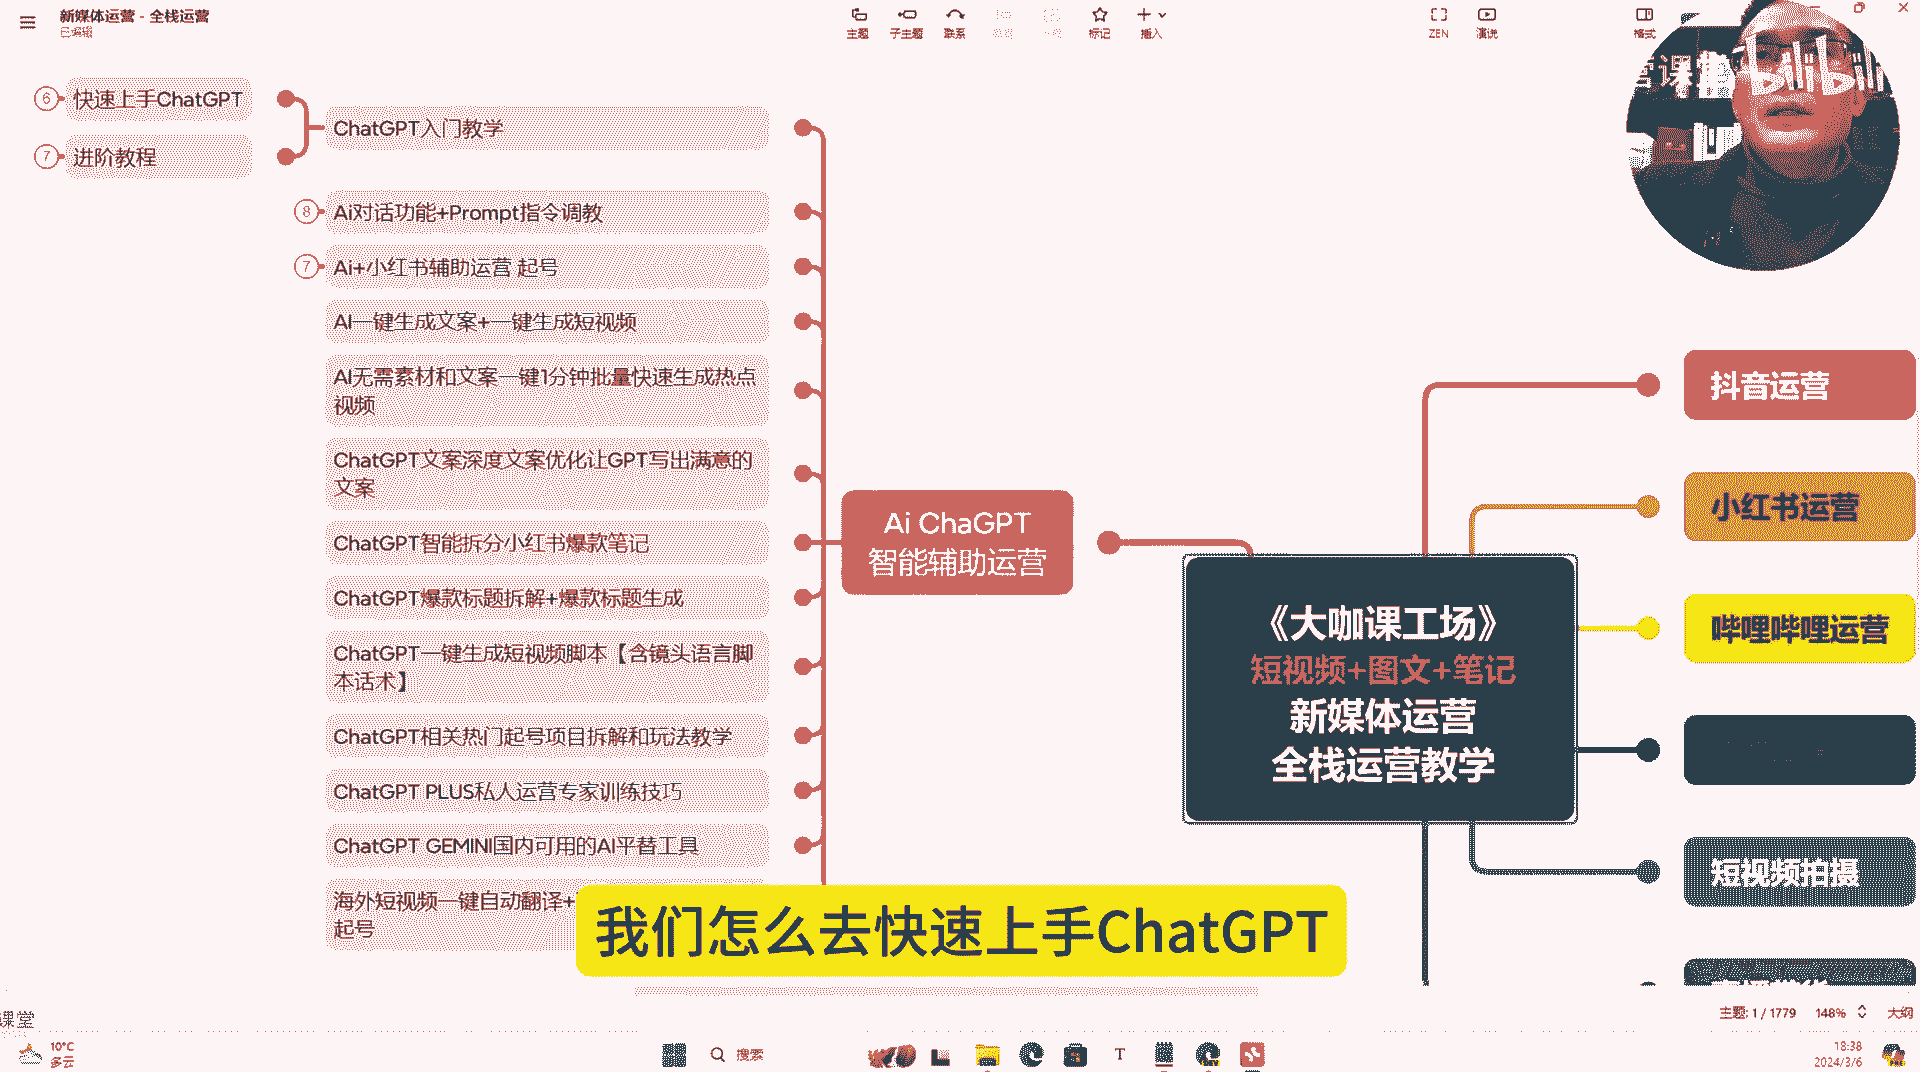 新媒体运营 - 全栈运营
已编辑
主题
子主题
联系
标记
插入
ZEN
演说
格式
bilibili
6
快速上手ChatGPT
7
进阶教程
ChatGPT入门教学
8
Ai对话功能+Prompt指令调教
7
Ai+小红书辅助运营 起号
AI一键生成文案+一键生成短视频
AI无需素材和文案一键1分钟批量快速生成热点
视频
ChatGPT文案深度文案优化让GPT写出满意的
文案
ChatGPT智能拆分小红书爆款笔记
ChatGPT爆款标题拆解+爆款标题生成
ChatGPT一键生成短视频脚本【含镜头语言脚
本话术】
ChatGPT相关热门起号项目拆解和玩法教学
ChatGPT PLUS私人运营专家训练技巧
ChatGPT GEMINI国内可用的AI平替工具
海外短视频一键自动翻译+
起号
Ai ChaGPT
智能辅助运营
《大咖课工场》
短视频+图文+笔记
新媒体运营
全栈运营教学
抖音运营
小红书运营
哔哩哔哩运营
短视频拍摄
我们怎么去快速上手ChatGPT
课堂
主题: 1 / 1779
148%
大纲
10°C
多云
搜索
18:38
2024/3/6